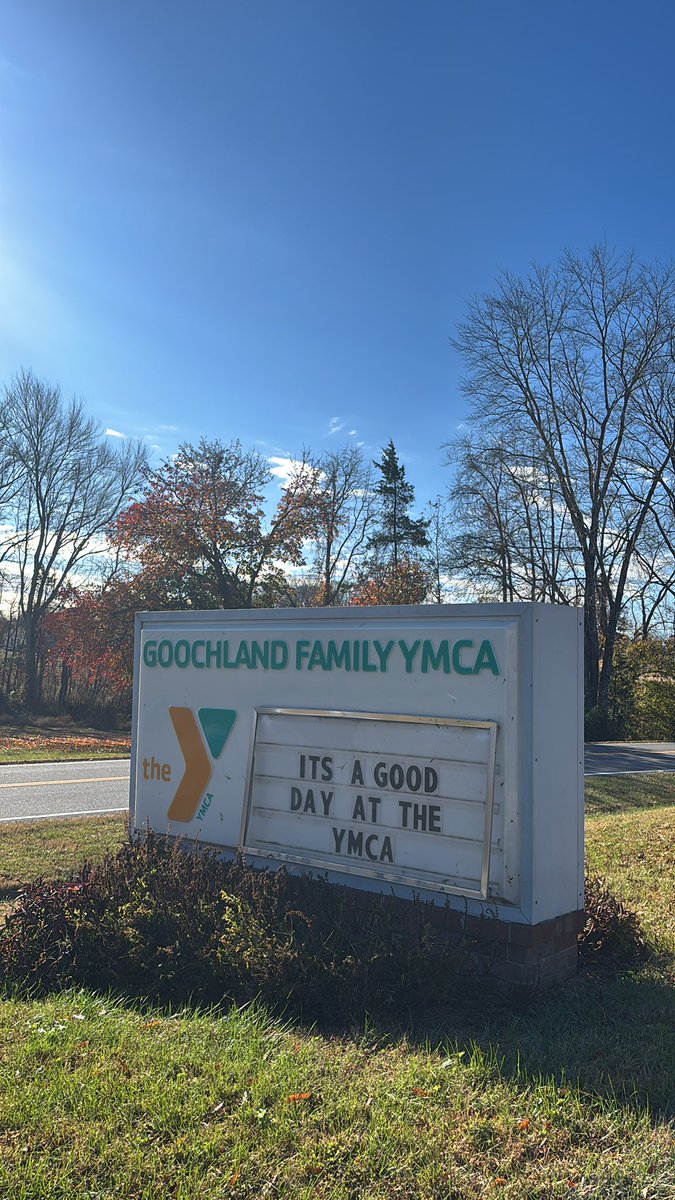 GOOCHLAND FAMILY YMCA
the
YMCA
ITS A GOOD
DAY AT THE
YMCA